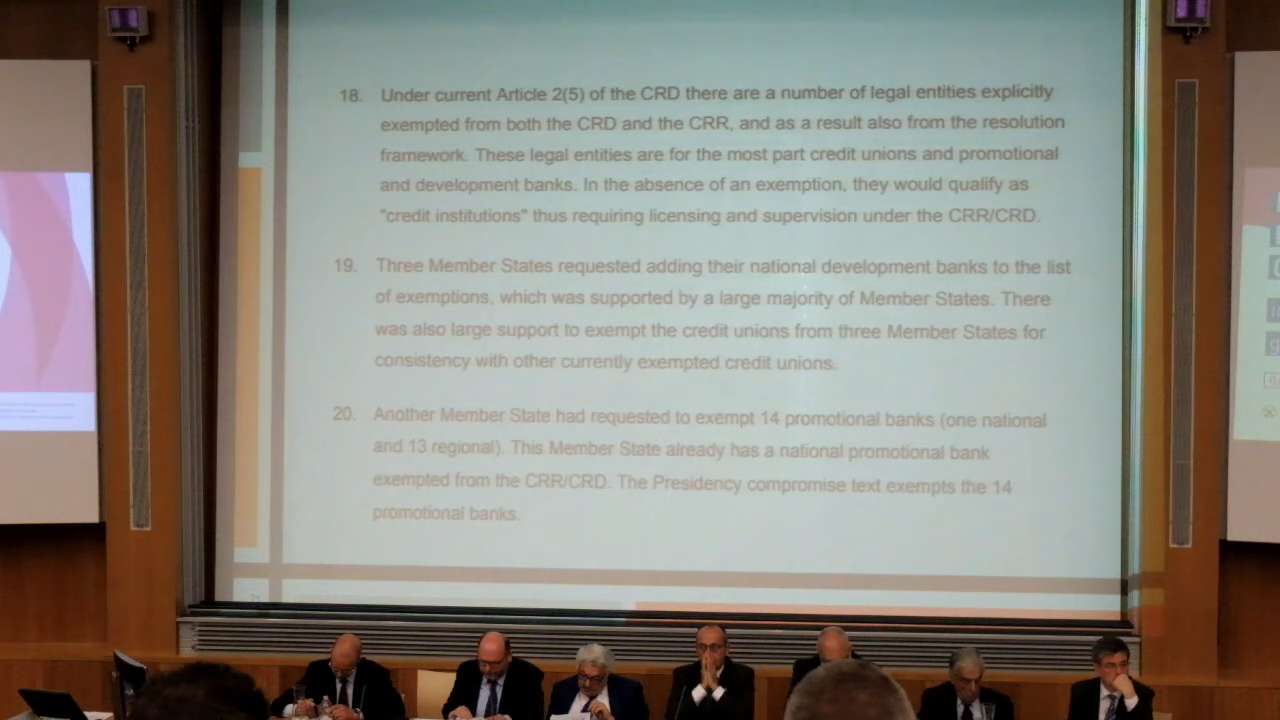 18. Under current Article 2(5) of the CRD there are a number of legal entities explicitly
exempted from both the CRD and the CRR, and as a result also from the resolution
framework. These legal entities are for the most part credit unions and promotional
and development banks. In the absence of an exemption, they would qualify as
"credit institutions" thus requiring licensing and supervision under the CRR/CRD.
19. Three Member States requested adding their national development banks to the list
of exemptions, which was supported by a large majority of Member States. There
was also large support to exempt the credit unions from three Member States for
consistency with other currently exempted credit unions.
20. Another Member State had requested to exempt 14 promotional banks (one national
and 13 regional). This Member State already has a national promotional bank
exempted from the CRR/CRD. The Presidency compromise text exempts the 14
promotional banks.